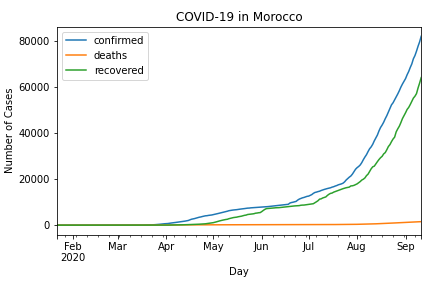 COVID-19 in Morocco
confirmed
deaths
recovered
Number of Cases
80000
60000
40000
20000
0
Feb Mar Apr May Jun Jul Aug Sep
2020
Day